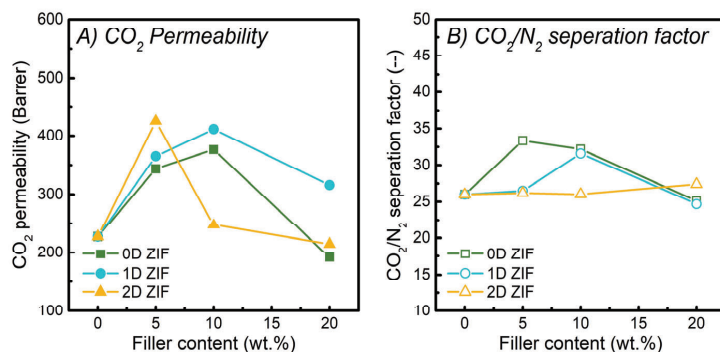 A) CO₂ Permeability
CO₂ permeability (Barrer)
600
500
400
300
200
100
0D ZIF
1D ZIF
2D ZIF
0
5
10
15
20
Filler content (wt.%)
B) CO₂/N₂ seperation factor
CO₂/N₂ seperation factor (--)
50
45
40
35
30
25
20
15
10
0D ZIF
1D ZIF
2D ZIF
0
5
10
15
20
Filler content (wt.%)